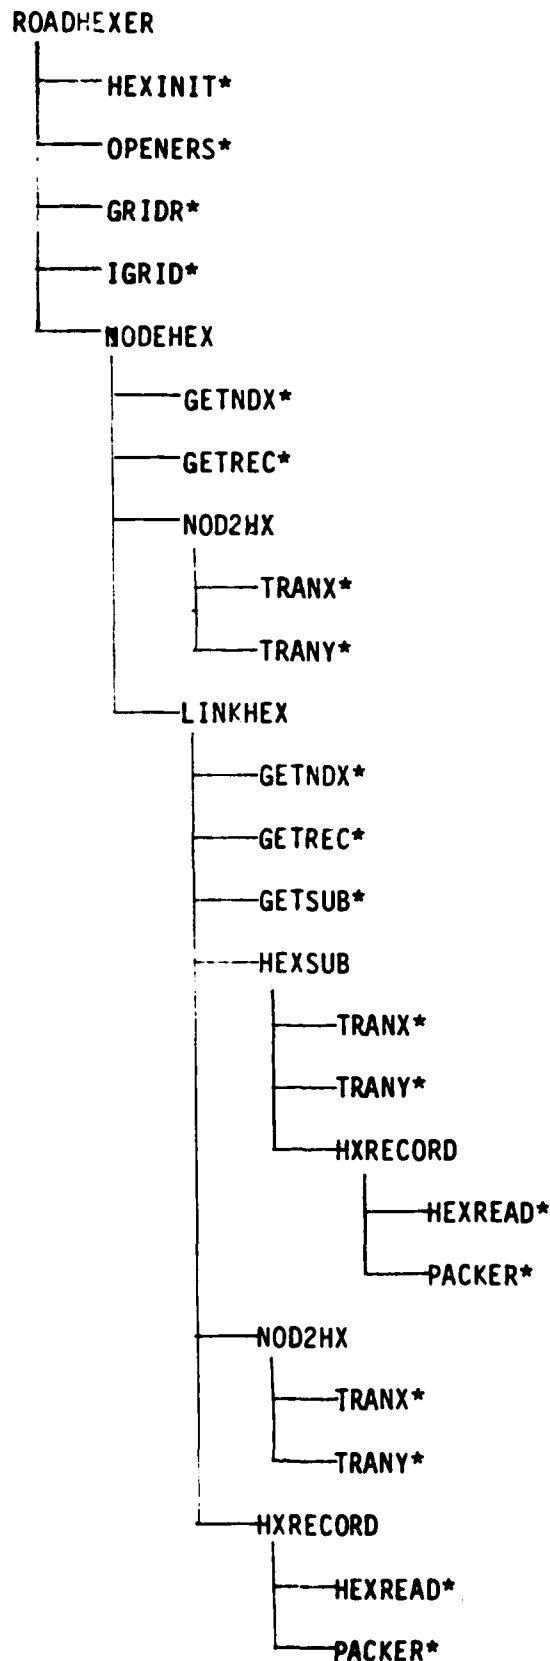 ROADHEXER
HEXINIT*
OPENERS*
GRIDR*
IGRID*
NODEHEX
GETNDX*
GETREC*
NOD2HX
TRANX*
TRANY*
LINKHEX
GETNDX*
GETREC*
GETSUB*
HEXSUB
TRANX*
TRANY*
HXRECORD
HEXREAD*
PACKER*
NOD2HX
TRANX*
TRANY*
HXRECORD
HEXREAD*
PACKER*